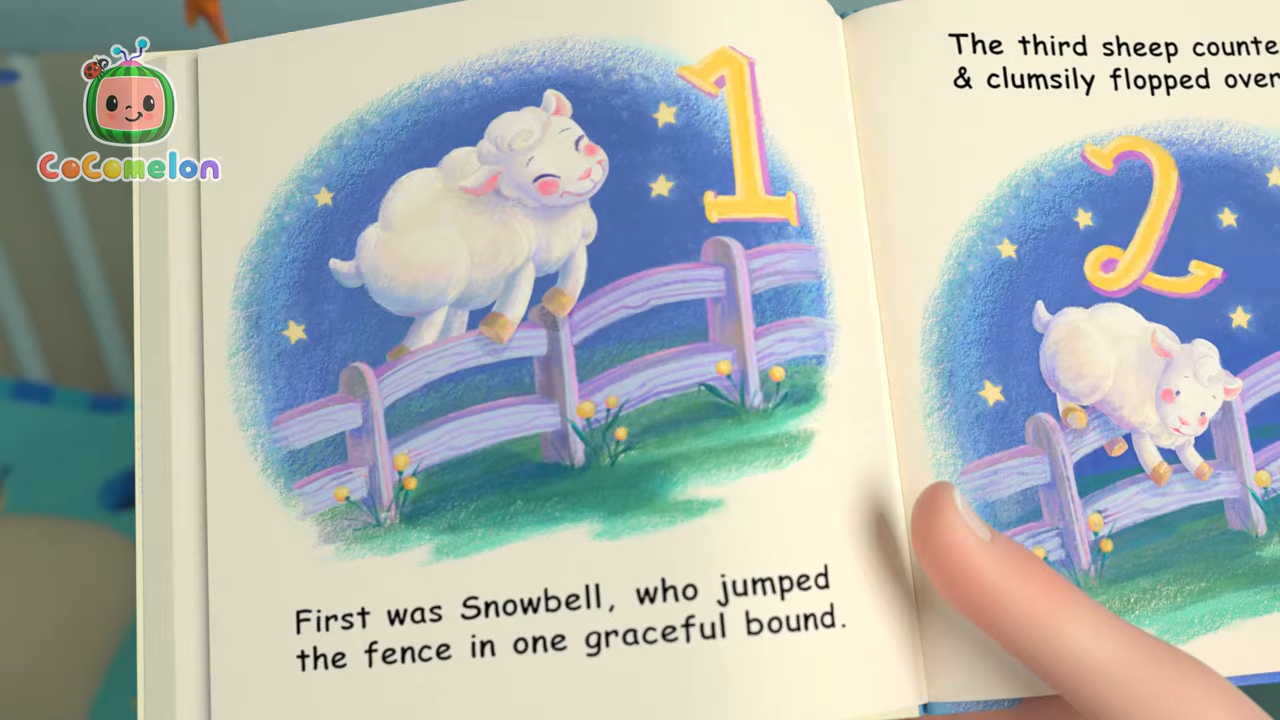 CoComelon
1
First was Snowbell, who jumped
the fence in one graceful bound.
The third sheep counte
& clumsily flopped over
2